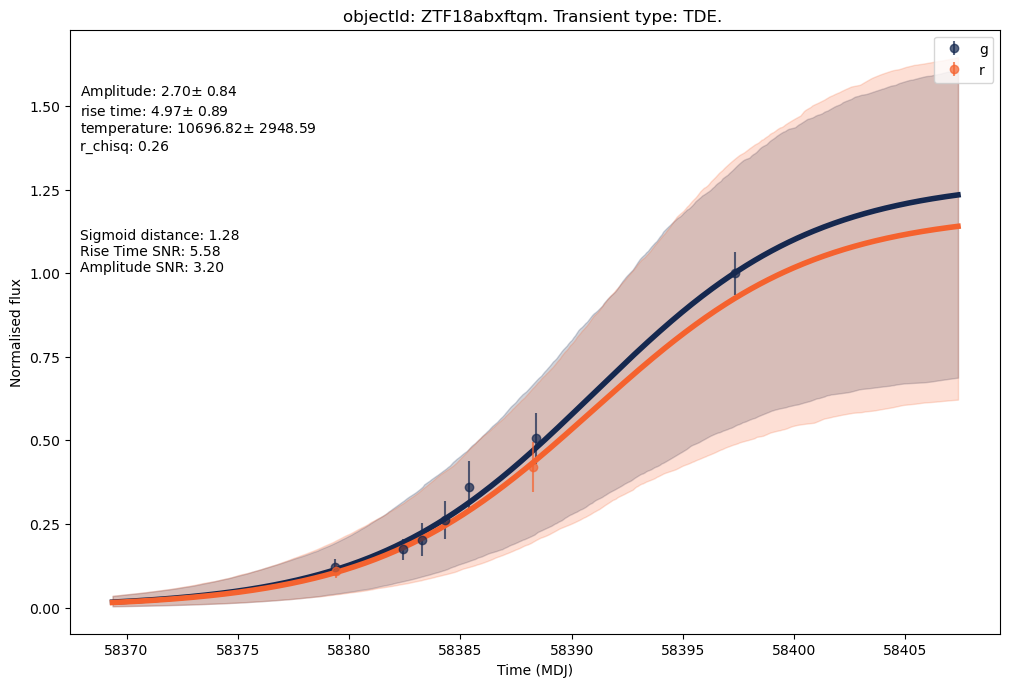 objectId: ZTF18abxftqm. Transient type: TDE.
g
r
Amplitude: 2.70± 0.84
rise time: 4.97± 0.89
temperature: 10696.82± 2948.59
r_chisq: 0.26
Sigmoid distance: 1.28
Rise Time SNR: 5.58
Amplitude SNR: 3.20
Normalised flux
1.50
1.25
1.00
0.75
0.50
0.25
0.00
58370
58375
58380
58385
58390
58395
58400
58405
Time (MDJ)